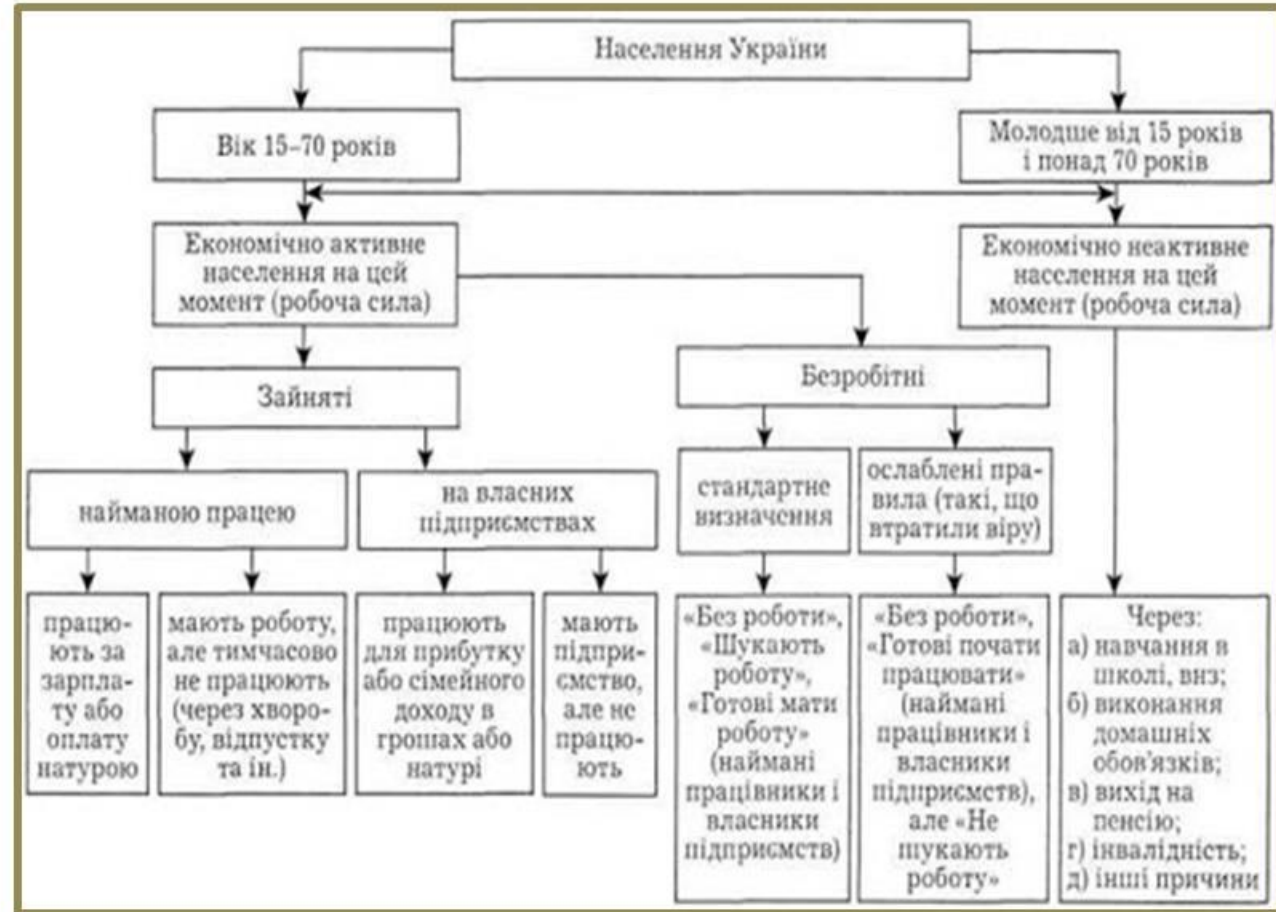 Населення України
Вік 15–70 років
Молодше від 15 років
і понад 70 років
Економічно активне
населення на цей
момент (робоча сила)
Економічно неактивне
населення на цей
момент (робоча сила)
Зайняті
Безробітні
найманою працею
на власних
підприємствах
стандартне
визначення
ослаблені пра-
вила (такі, що
втратили віру)
працю-
ють за
зарпла-
ту або
оплату
натурою
мають роботу,
але тимчасово
не працюють
(через хворо-
бу, відпустку
та ін.)
працюють
для прибутку
або сімейного
доходу в
грошах або
натурі
мають
підпри-
ємство,
але не
працю-
ють
«Без роботи»,
«Шукають
роботу»,
«Готові мати
роботу»
(наймані
працівники і
власники
підприємств)
«Без роботи»,
«Готові почати
працювати»
(наймані
працівники і
власники
підприємств),
але «Не
шукають
роботу»
Через:
а) навчання в
школі, внз;
б) виконання
домашніх
обов'язків;
в) вихід на
пенсію;
г) інвалідність;
д) інші причини